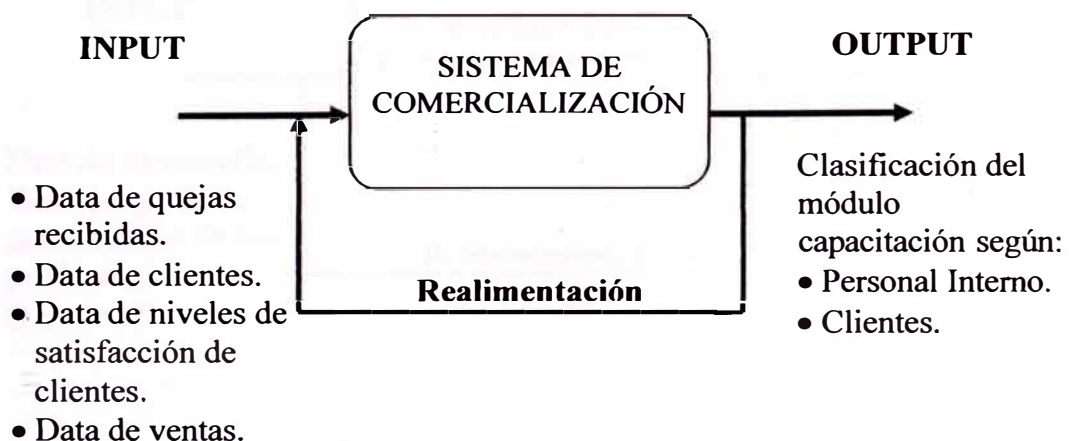 INPUT
SISTEMA DE
COMERCIALIZACIÓN
OUTPUT
• Data de quejas
recibidas.
• Data de clientes.
• Data de niveles de
satisfacción de
clientes.
• Data de ventas.
Realimentación
Clasificación del
módulo
capacitación según:
• Personal Interno.
• Clientes.